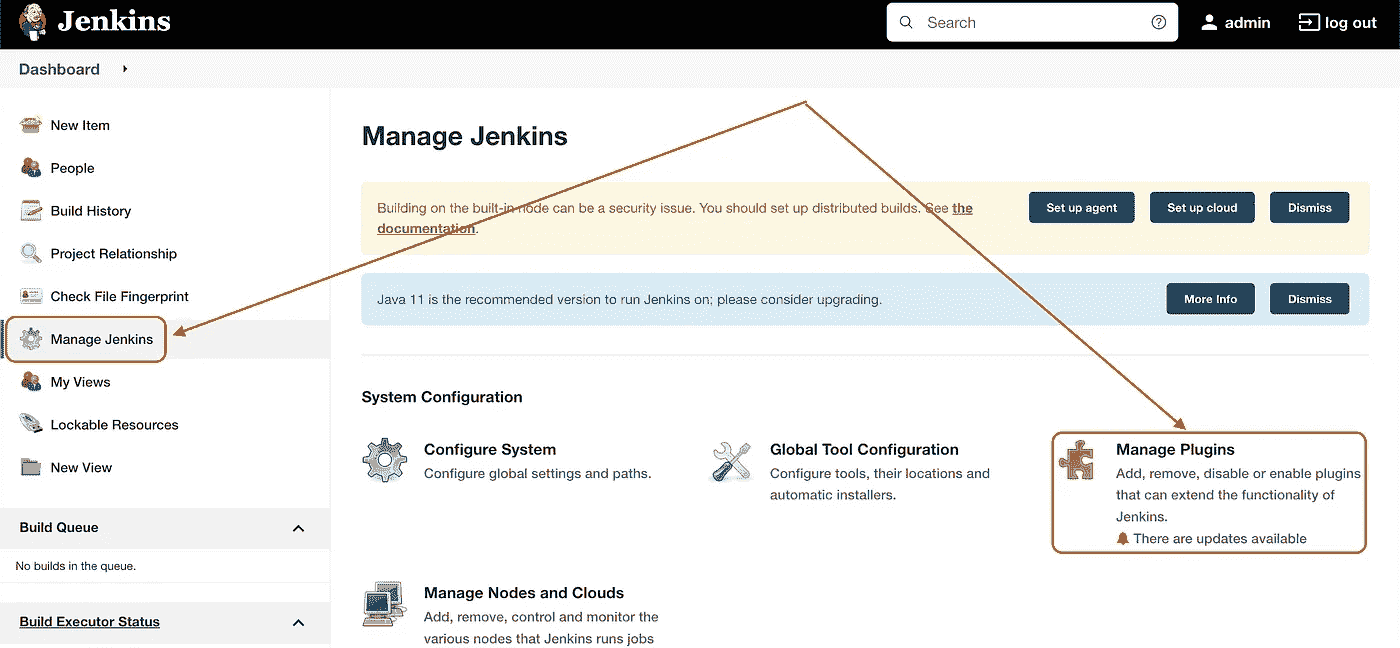 Jenkins
Search
admin
log out
Dashboard
New Item
People
Build History
Project Relationship
Check File Fingerprint
Manage Jenkins
My Views
Lockable Resources
New View
Build Queue
No builds in the queue.
Build Executor Status
Manage Jenkins
Building on the built-in node can be a security issue. You should set up distributed builds. See the
documentation.
Set up agent
Set up cloud
Dismiss
Java 11 is the recommended version to run Jenkins on; please consider upgrading.
More Info
Dismiss
System Configuration
Configure System
Configure global settings and paths.
Global Tool Configuration
Configure tools, their locations and
automatic installers.
Manage Plugins
Add, remove, disable or enable plugins
that can extend the functionality of
Jenkins.
There are updates available
Manage Nodes and Clouds
Add, remove, control and monitor the
various nodes that Jenkins runs jobs